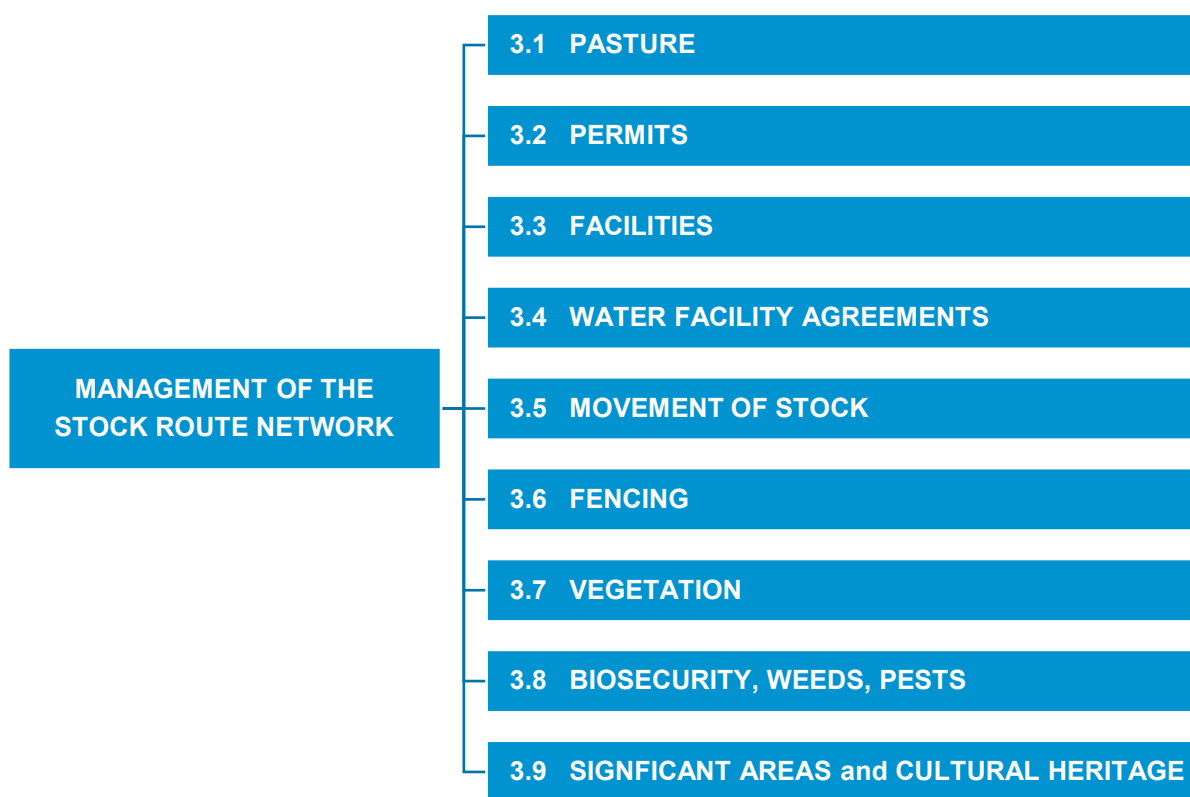 3.1 PASTURE
3.2 PERMITS
3.3 FACILITIES
3.4 WATER FACILITY AGREEMENTS
MANAGEMENT OF THE
STOCK ROUTE NETWORK
3.5 MOVEMENT OF STOCK
3.6 FENCING
3.7 VEGETATION
3.8 BIOSECURITY, WEEDS, PESTS
3.9 SIGNFICANT AREAS and CULTURAL HERITAGE